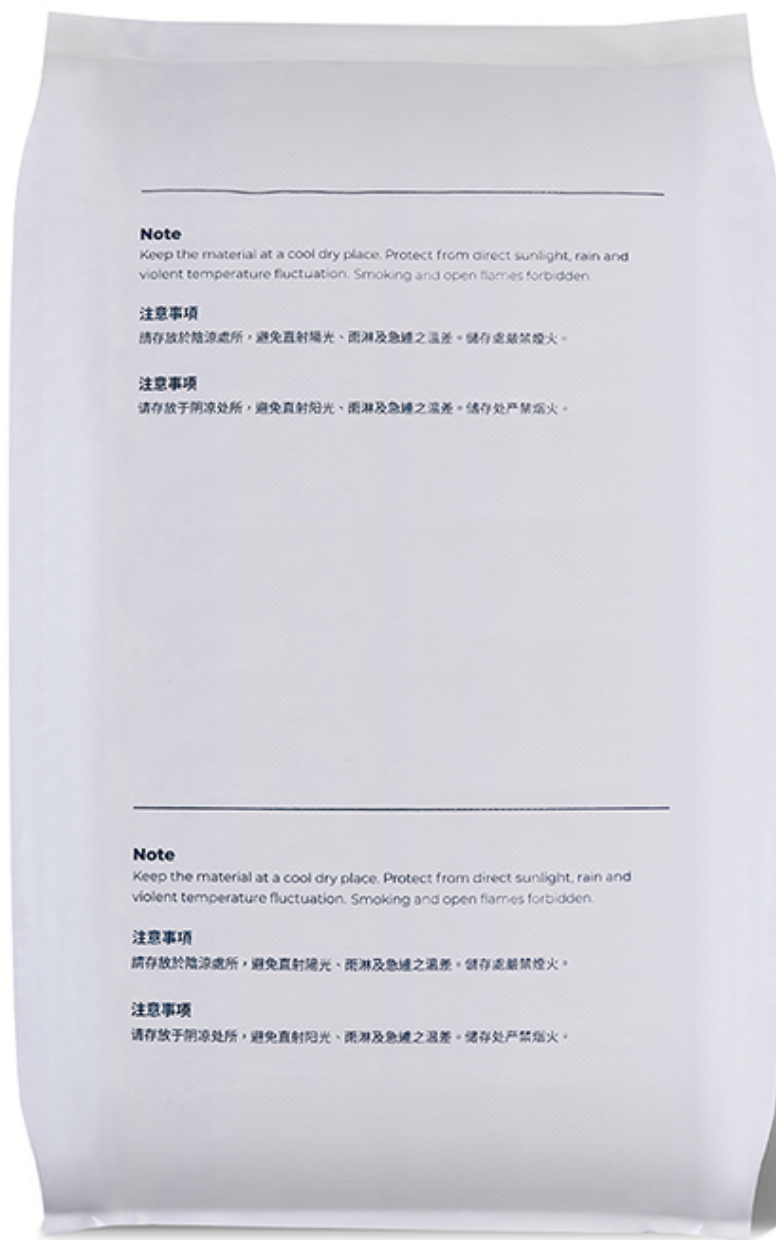 Note
Keep the material at a cool dry place. Protect from direct sunlight, rain and
violent temperature fluctuation. Smoking and open flames forbidden.
注意事項
請存放於陰涼處所，避免直射陽光、雨淋及急遽之溫差。儲存處嚴禁煙火。
注意事项
请存放于阴凉处所，避免直射阳光、雨淋及急遽之温差。储存处严禁烟火。
Note
Keep the material at a cool dry place. Protect from direct sunlight, rain and
violent temperature fluctuation. Smoking and open flames forbidden.
注意事項
請存放於陰涼處所，避免直射陽光、雨淋及急遽之溫差。儲存處嚴禁煙火。
注意事项
请存放于阴凉处所，避免直射阳光、雨淋及急遽之温差。储存处严禁烟火。